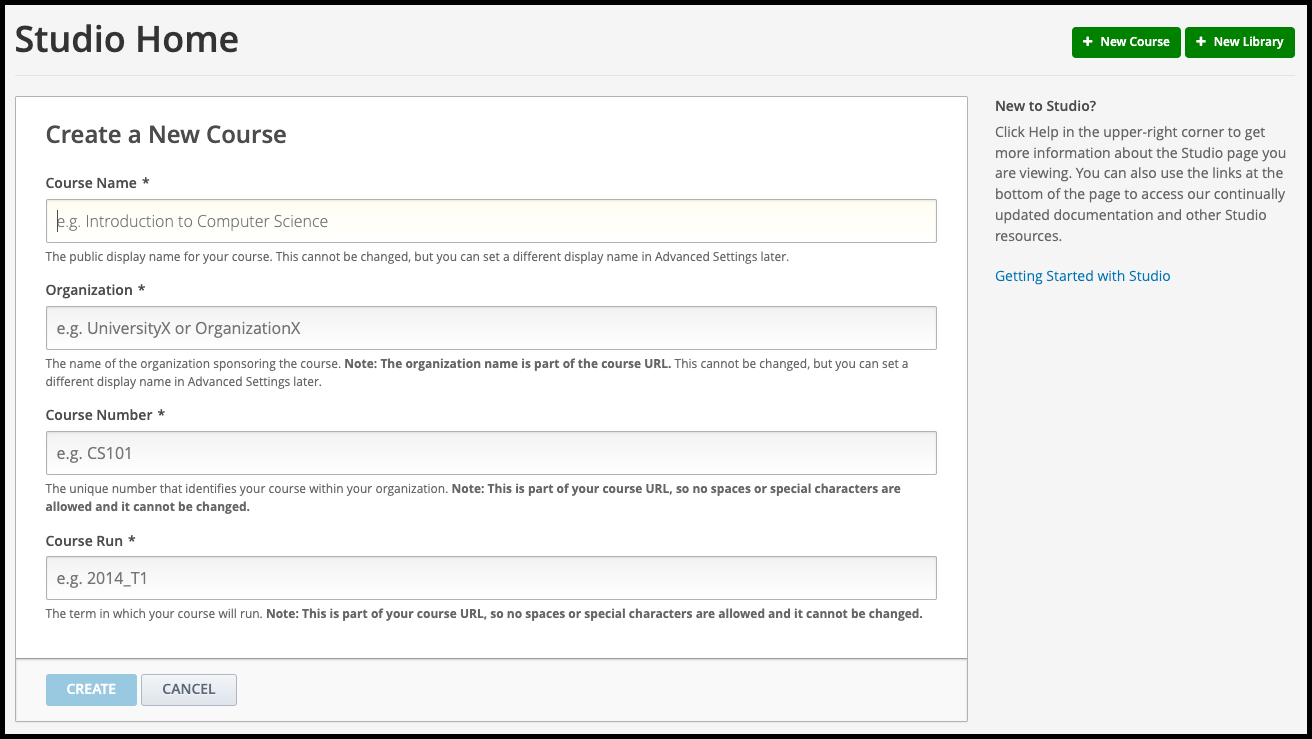 Studio Home
+ New Course
+ New Library
Create a New Course
Course Name *
e.g. Introduction to Computer Science
The public display name for your course. This cannot be changed, but you can set a different display name in Advanced Settings later.
Organization *
e.g. UniversityX or OrganizationX
The name of the organization sponsoring the course. Note: The organization name is part of the course URL. This cannot be changed, but you can set a
different display name in Advanced Settings later.
Course Number *
e.g. CS101
The unique number that identifies your course within your organization. Note: This is part of your course URL, so no spaces or special characters are
allowed and it cannot be changed.
Course Run *
e.g. 2014_T1
The term in which your course will run. Note: This is part of your course URL, so no spaces or special characters are allowed and it cannot be changed.
CREATE
CANCEL
New to Studio?
Click Help in the upper-right corner to get
more information about the Studio page you
are viewing. You can also use the links at the
bottom of the page to access our continually
updated documentation and other Studio
resources.
Getting Started with Studio